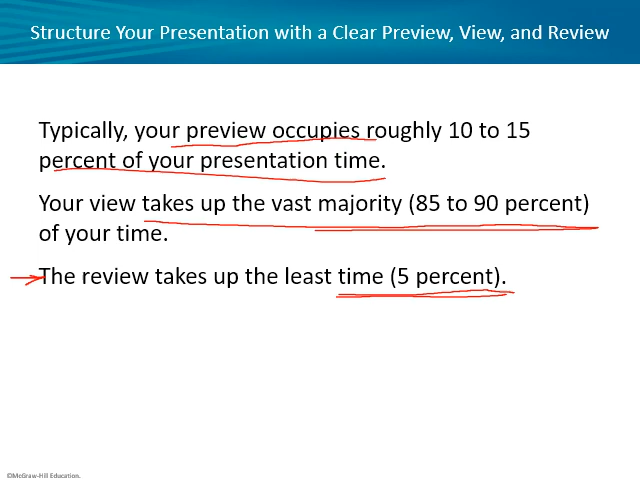 Structure Your Presentation with a Clear Preview, View, and Review
Typically, your preview occupies roughly 10 to 15
percent of your presentation time.
Your view takes up the vast majority (85 to 90 percent)
of your time.
The review takes up the least time (5 percent).
©McGraw-Hill Education.